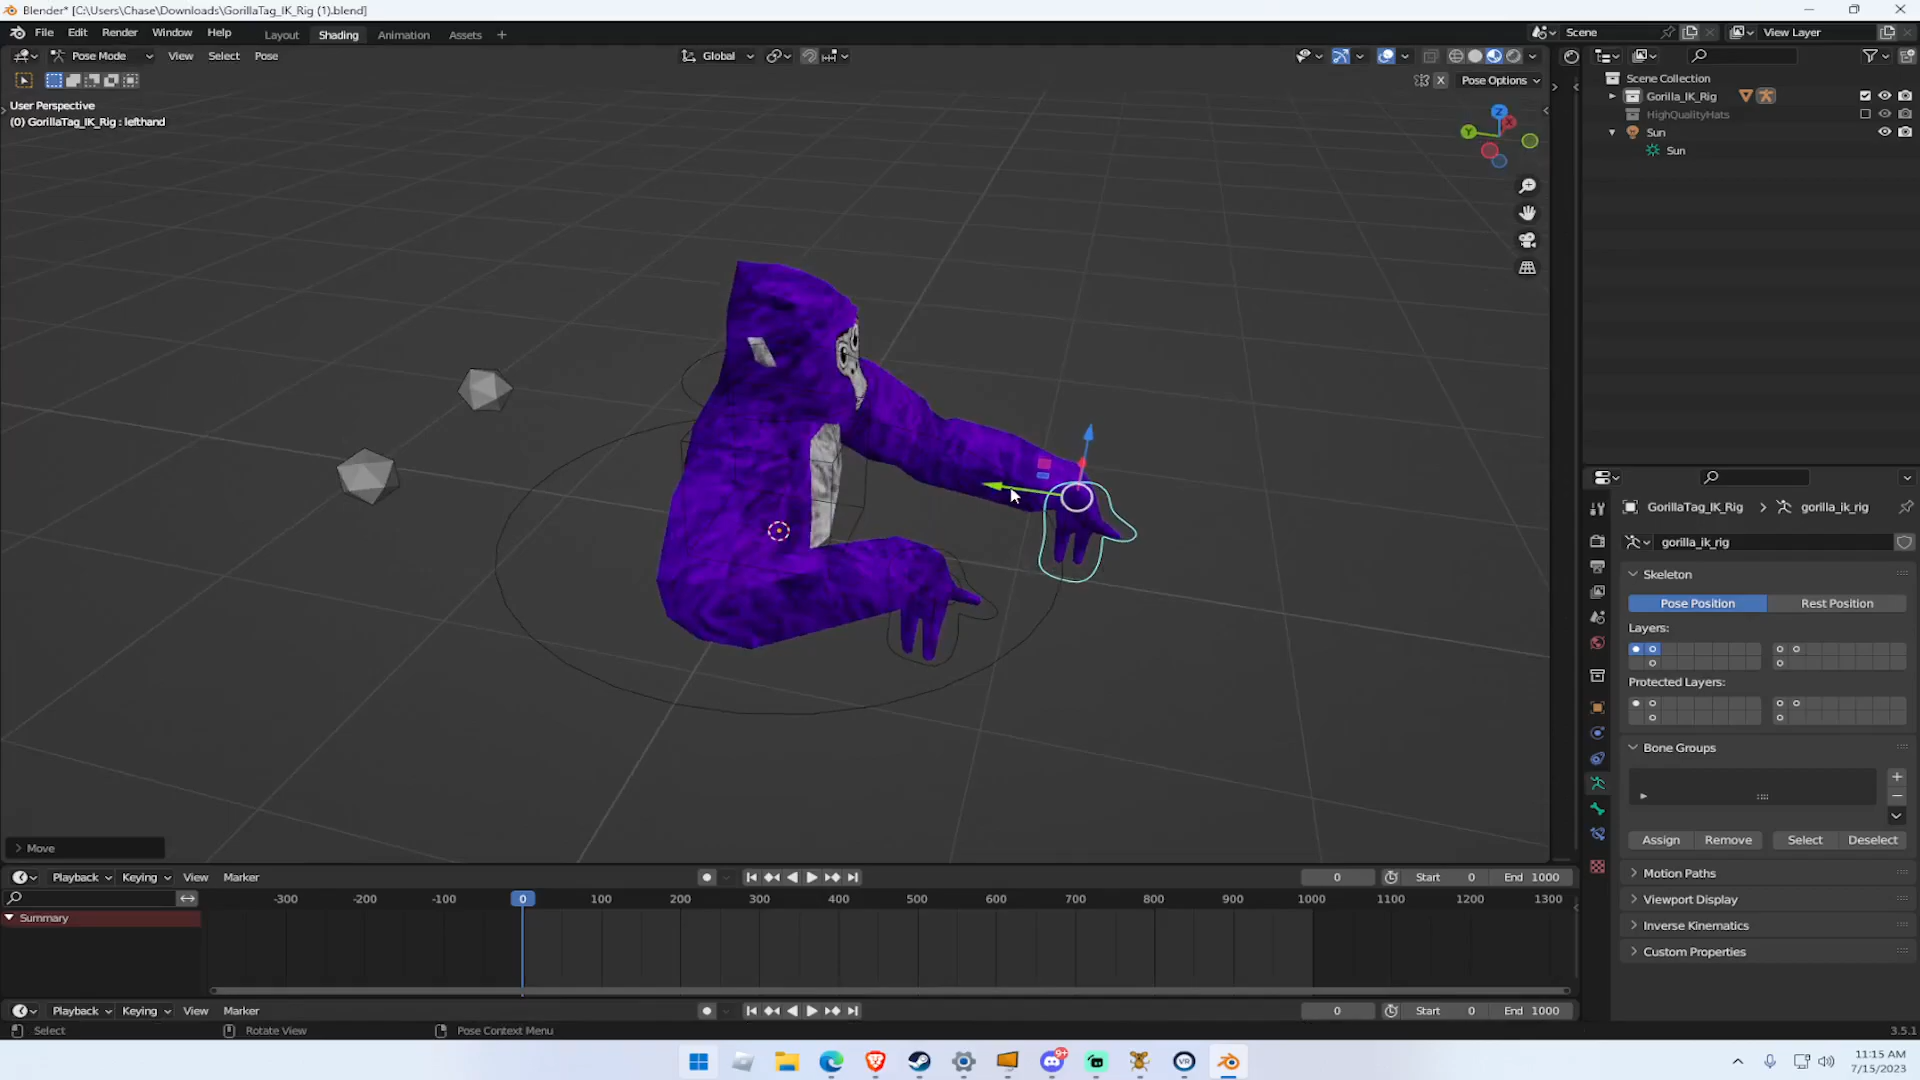 Blender* [C:\Users\Chase\Downloads\GorillaTag_IK_Rig (1).blend]
File Edit Render Window Help Layout Shading Animation Assets + Scene View Layer
Pose Mode View Select Pose Global
Pose Options
User Perspective
(0) GorillaTag_IK_Rig : lefthand
Z
X
Y
Scene Collection
Gorilla_IK_Rig
HighQualityHats
Sun
Sun
GorillaTag_IK_Rig > gorilla_ik_rig
gorilla_ik_rig
Skeleton
Pose Position Rest Position
Layers:
Protected Layers:
Bone Groups
Assign Remove Select Deselect
Motion Paths
Viewport Display
Inverse Kinematics
Custom Properties
> Move
Playback Keying View Marker 0 Start 0 End 1000
-300 -200 -100 0 100 200 300 400 500 600 700 800 900 1000 1100 1200 1300
Summary
Playback Keying View Marker 0 Start 0 End 1000
Select Rotate View Pose Context Menu 3.5.1
9+
VR
11:15 AM
7/15/2023